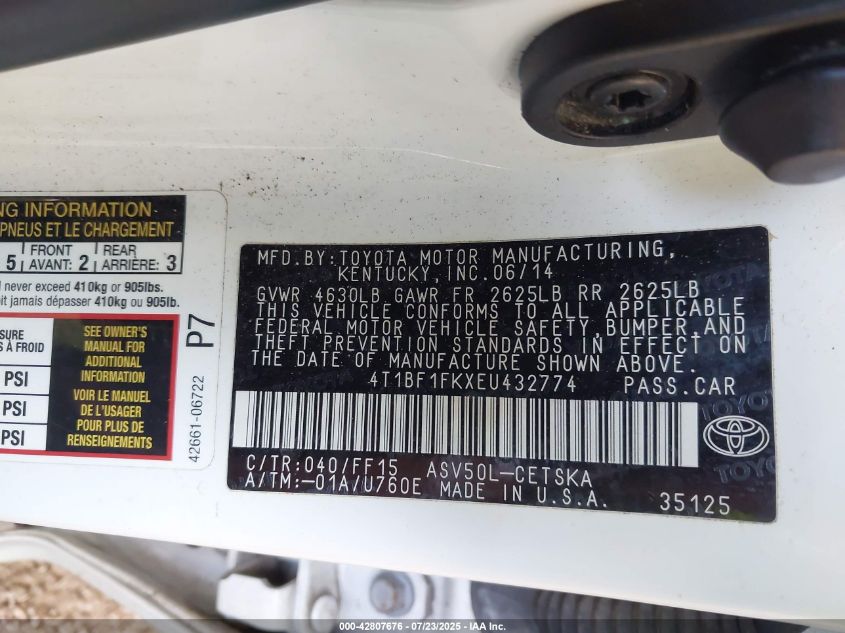 NG INFORMATION
PNEUS ET LE CHARGEMENT
5 FRONT AVANT: 2 REAR ARRIÈRE: 3
never exceed 410kg or 905lbs.
it jamais dépasser 410kg ou 905lb.
SURE
À FROID
PSI
PSI
PSI
SEE OWNER'S
MANUAL FOR
ADDITIONAL
INFORMATION
VOIR LE MANUEL
DE L'USAGER
POUR PLUS DE
RENSEIGNEMENTS
P7
42661-06722
MFD.BY:TOYOTA MOTOR MANUFACTURING,
KENTUCKY, INC.06/14
GVWR 4630LB GAWR FR 2625LB RR 2625LB
THIS VEHICLE CONFORMS TO ALL APPLICABLE
FEDERAL MOTOR VEHICLE SAFETY,BUMPER,AND
THEFT PREVENTION STANDARDS IN EFFECT ON
THE DATE OF MANUFACTURE SHOWN ABOVE.
4T1BF1FKXEU432774 PASS.CAR
C/TR:040/FF15 ASV50L-CETSKA
A/TM:-01A/U760E MADE IN U.S.A. 35125
TOYOTA
000-42807676 - 07/23/2025 - IAA Inc.